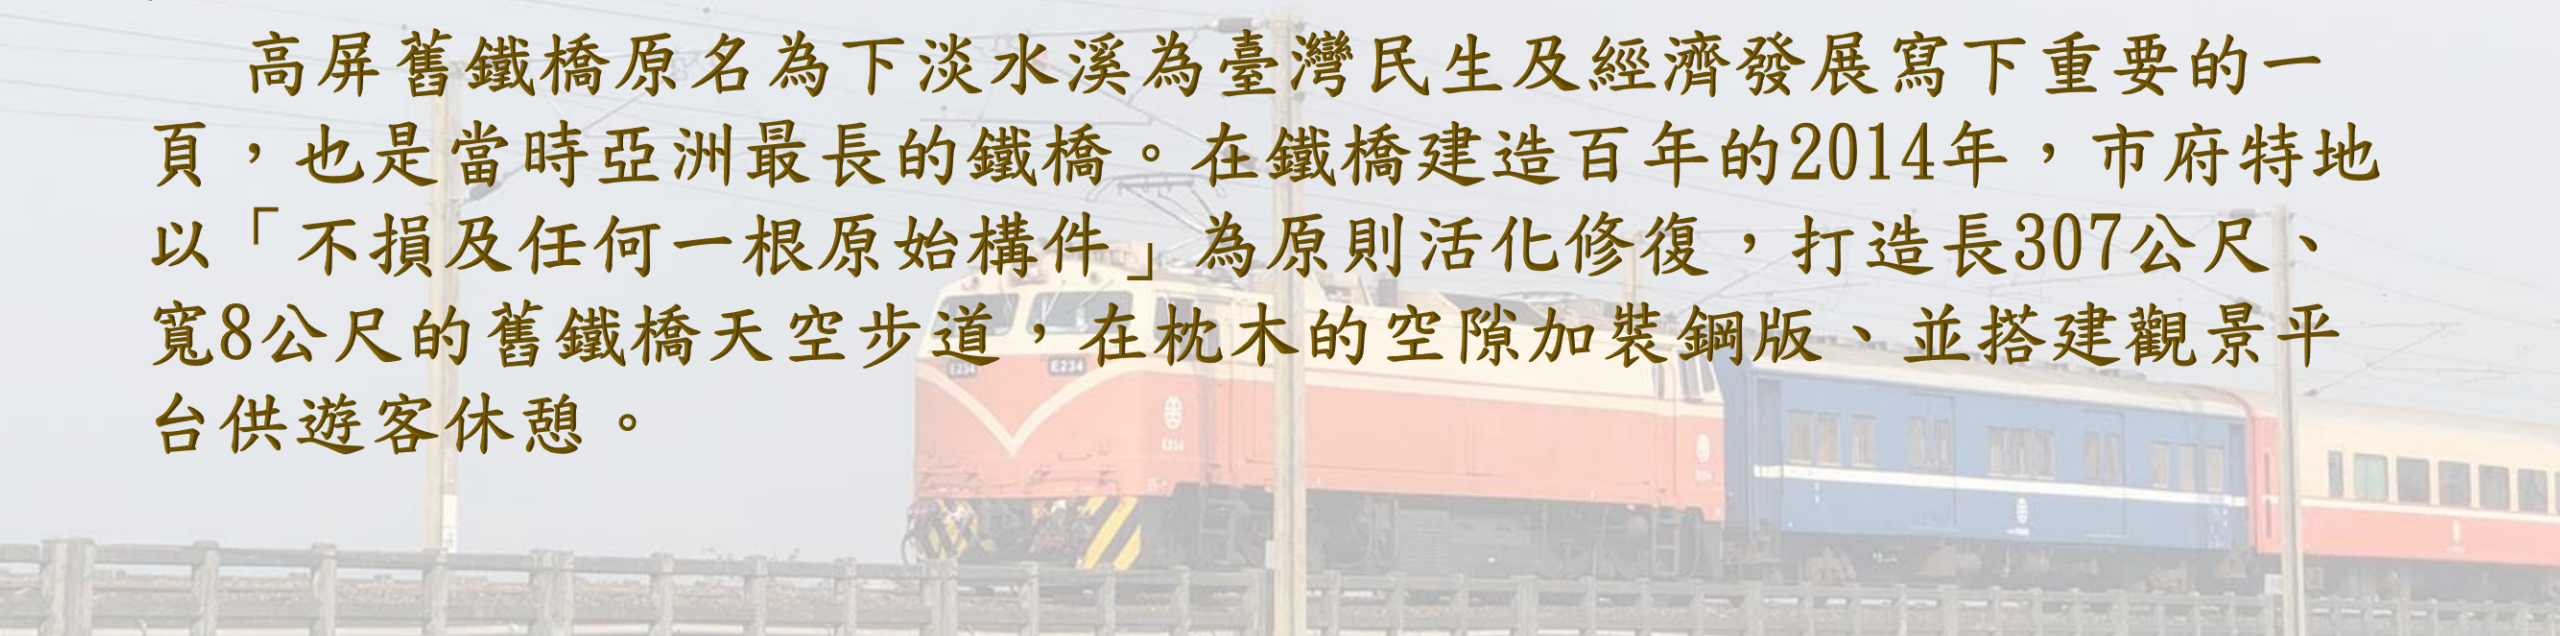 高屏舊鐵橋原名為下淡水溪為臺灣民生及經濟發展寫下重要的一
頁，也是當時亞洲最長的鐵橋。在鐵橋建造百年的2014年，市府特地
以「不損及任何一根原始構件」為原則活化修復，打造長307公尺、
寬8公尺的舊鐵橋天空步道，在枕木的空隙加裝鋼版、並搭建觀景平
台供遊客休憩。
E234 E234
E234